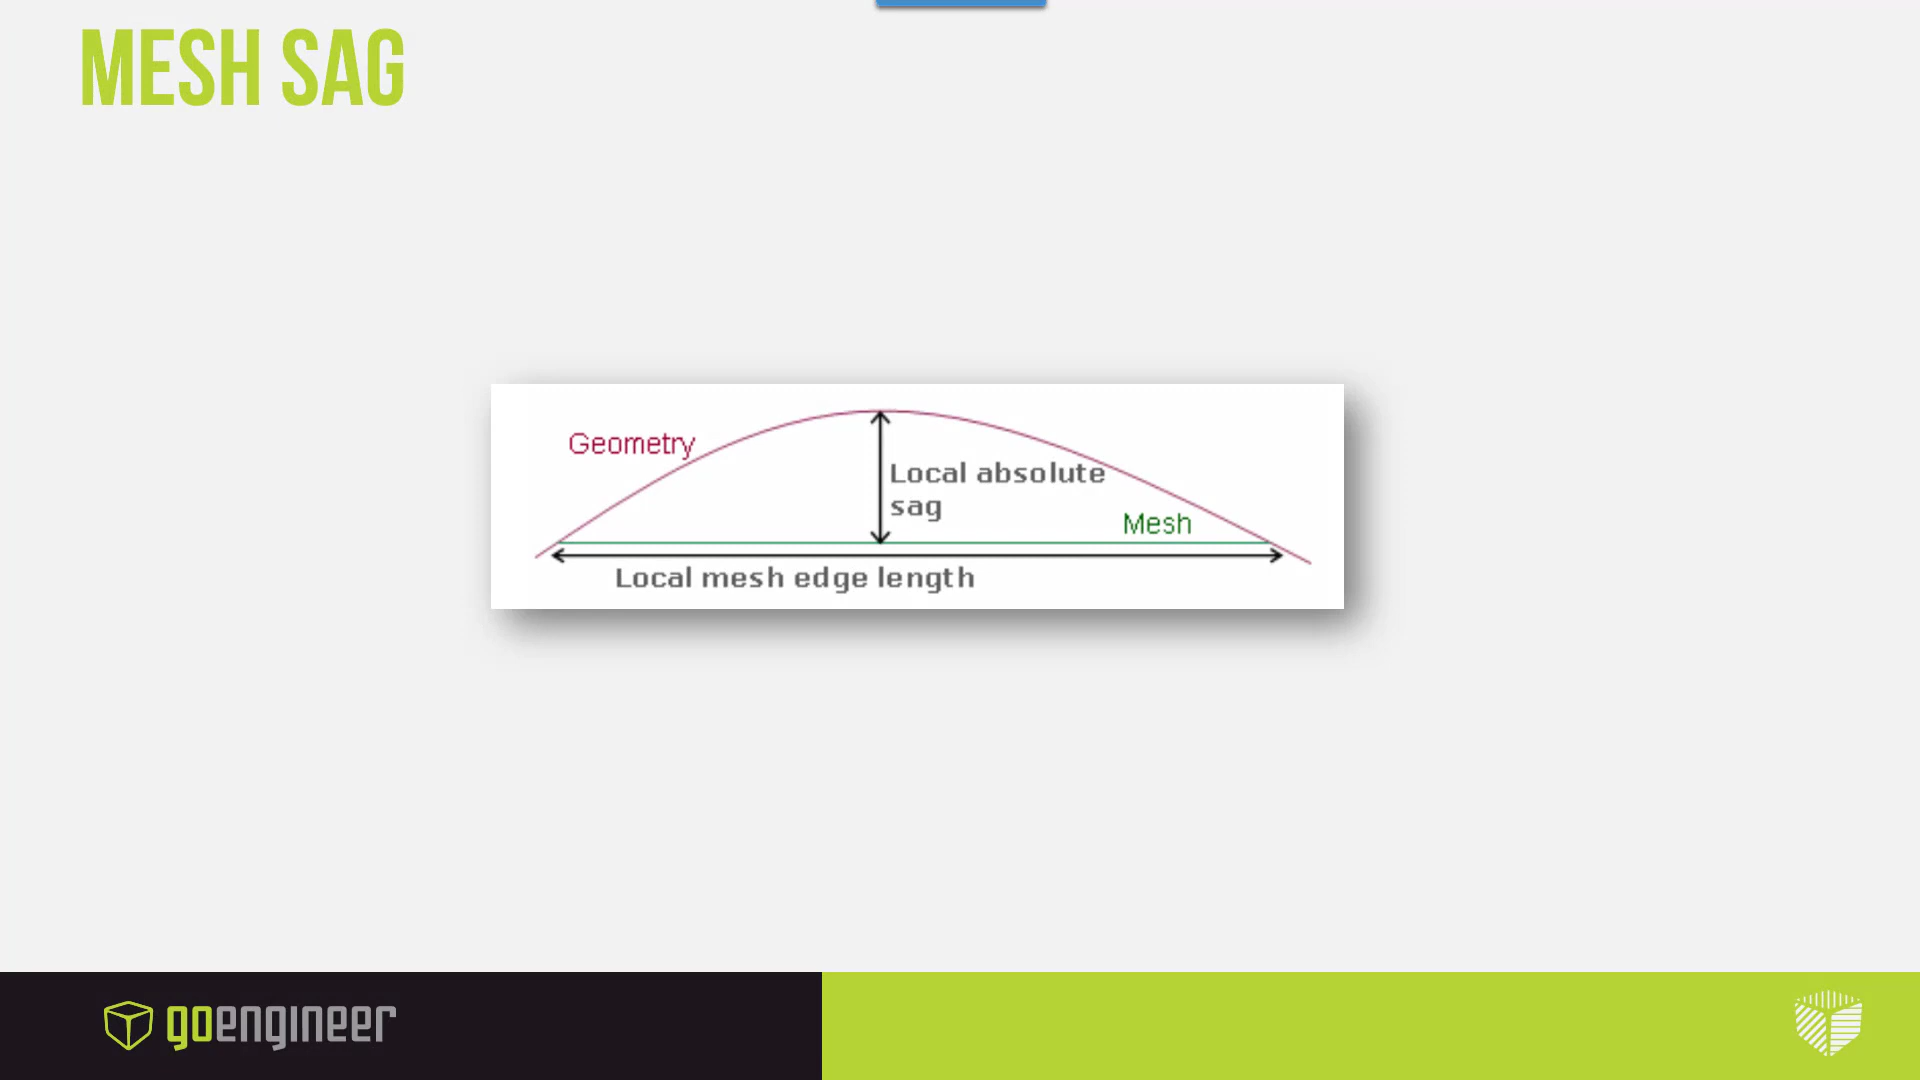 MESH SAG
Geometry
Local absolute
sag
Mesh
Local mesh edge length
goengineer